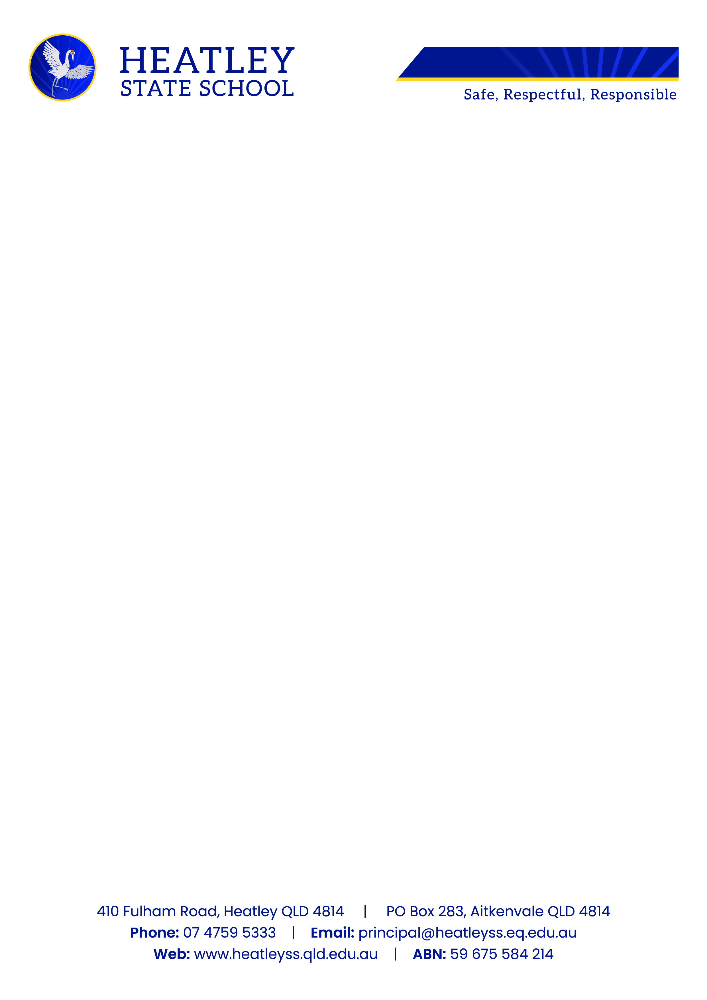 HEATLEY
STATE SCHOOL
Safe, Respectful, Responsible
410 Fulham Road, Heatley QLD 4814 | PO Box 283, Aitkenvale QLD 4814
Phone: 07 4759 5333 | Email: principal@heatleyss.eq.edu.au
Web: www.heatleyss.qld.edu.au | ABN: 59 675 584 214